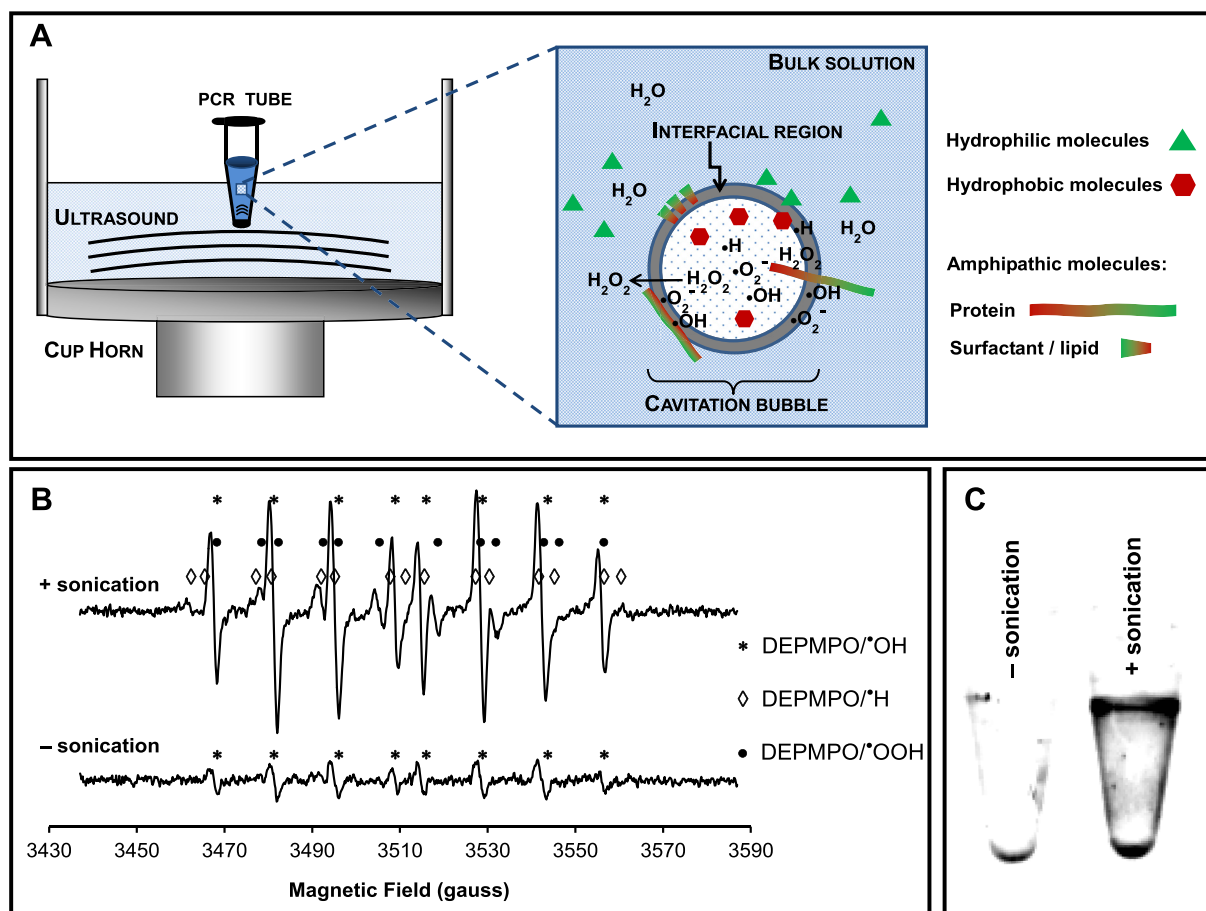 A
PCR TUBE
ULTRASOUND
CUP HORN
BULK SOLUTION
H2O
INTERFACIAL REGION
H2O
H2O
•H
•H
H2O2
H2O2
H2O2
•O2-
•O2-
•OH
•OH
•OH
•O2-
CAVITATION BUBBLE
Hydrophilic molecules
Hydrophobic molecules
Amphipathic molecules:
Protein
Surfactant / lipid
B
+ sonication
– sonication
* DEPMPO/•OH
◊ DEPMPO/•H
● DEPMPO/•OOH
3430 3450 3470 3490 3510 3530 3550 3570 3590
Magnetic Field (gauss)
C
– sonication
+ sonication